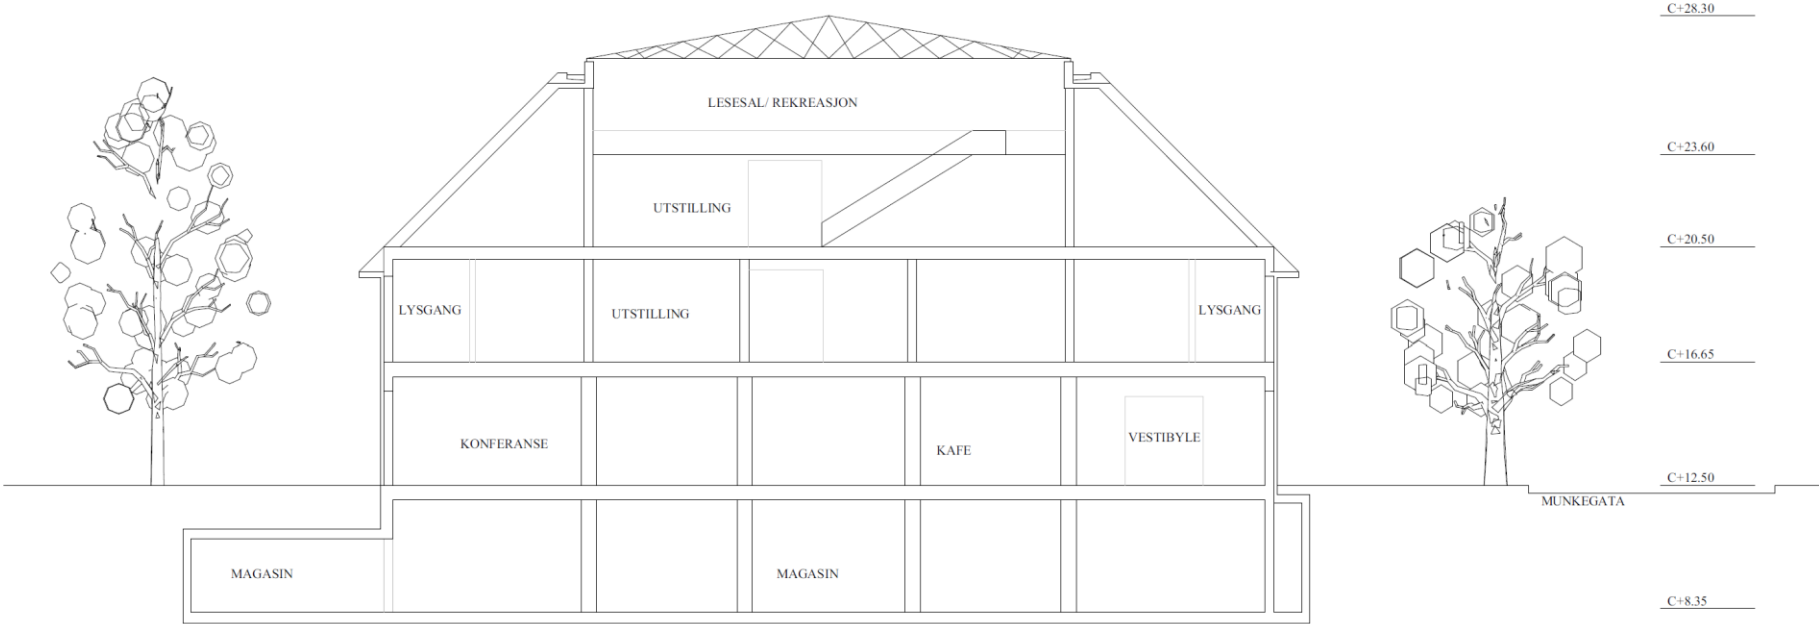 C+28.30
LESESAL/ REKREASJON
C+23.60
UTSTILLING
C+20.50
LYSGANG
UTSTILLING
LYSGANG
C+16.65
KONFERANSE
KAFE
VESTIBYLE
C+12.50
MUNKEGATA
MAGASIN
MAGASIN
C+8.35